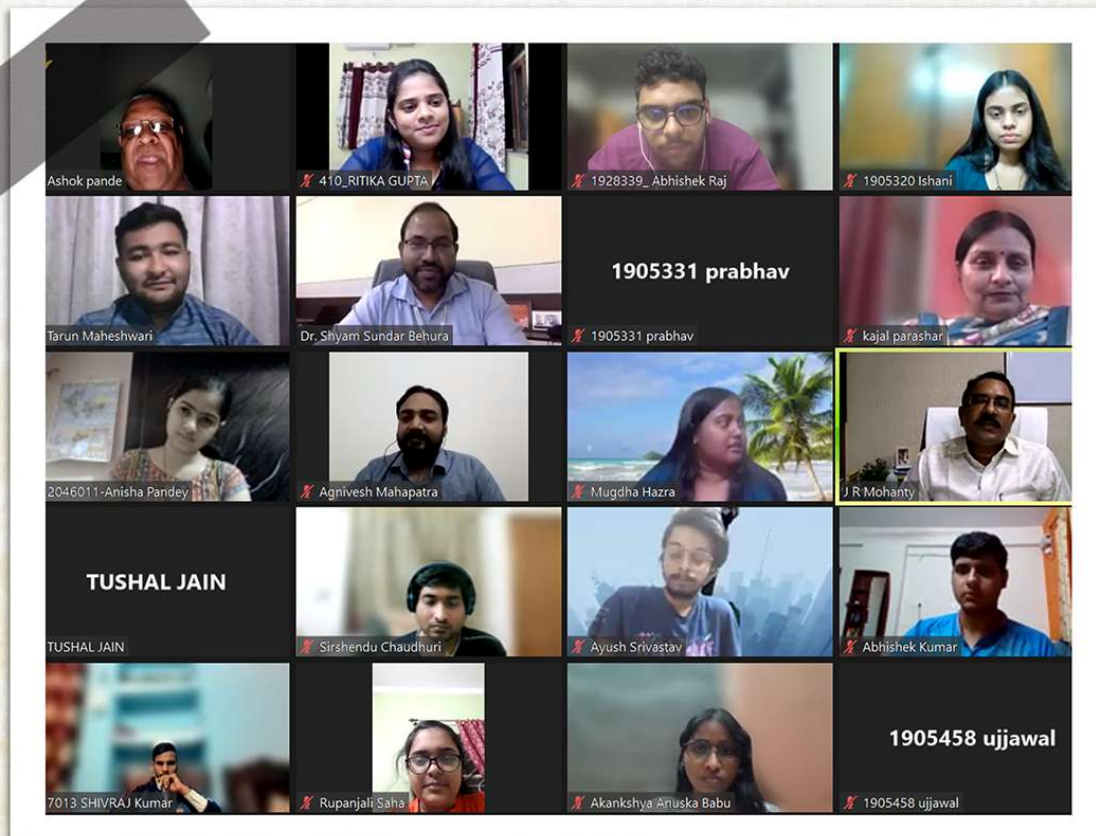 Ashok pande
410_RITIKA GUPTA
1928339_ Abhishek Raj
1905320 Ishani
Tarun Maheshwari
Dr. Shyam Sundar Behura
1905331 prabhav
1905331 prabhav
kajal parashar
2046011-Anisha Pandey
Agnivesh Mahapatra
Mugdha Hazra
J R Mohanty
TUSHAL JAIN
TUSHAL JAIN
Sirshendu Chaudhuri
Ayush Srivastav
Abhishek Kumar
7013 SHIVRAJ Kumar
Rupanjali Saha
Akankshya Anuska Babu
1905458 ujjawal
1905458 ujjawal